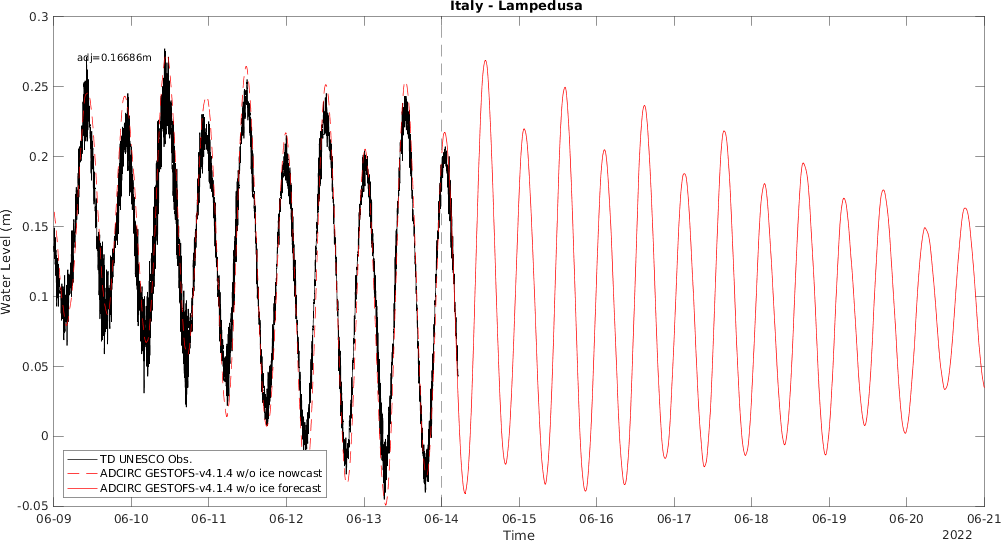 Italy - Lampedusa
adj=0.16686m
Water Level (m)
0.3
0.25
0.2
0.15
0.1
0.05
0
-0.05
TD UNESCO Obs.
ADCIRC GESTOFS-v4.1.4 w/o ice nowcast
ADCIRC GESTOFS-v4.1.4 w/o ice forecast
06-09 06-10 06-11 06-12 06-13 06-14 06-15 06-16 06-17 06-18 06-19 06-20 06-21
Time
2022